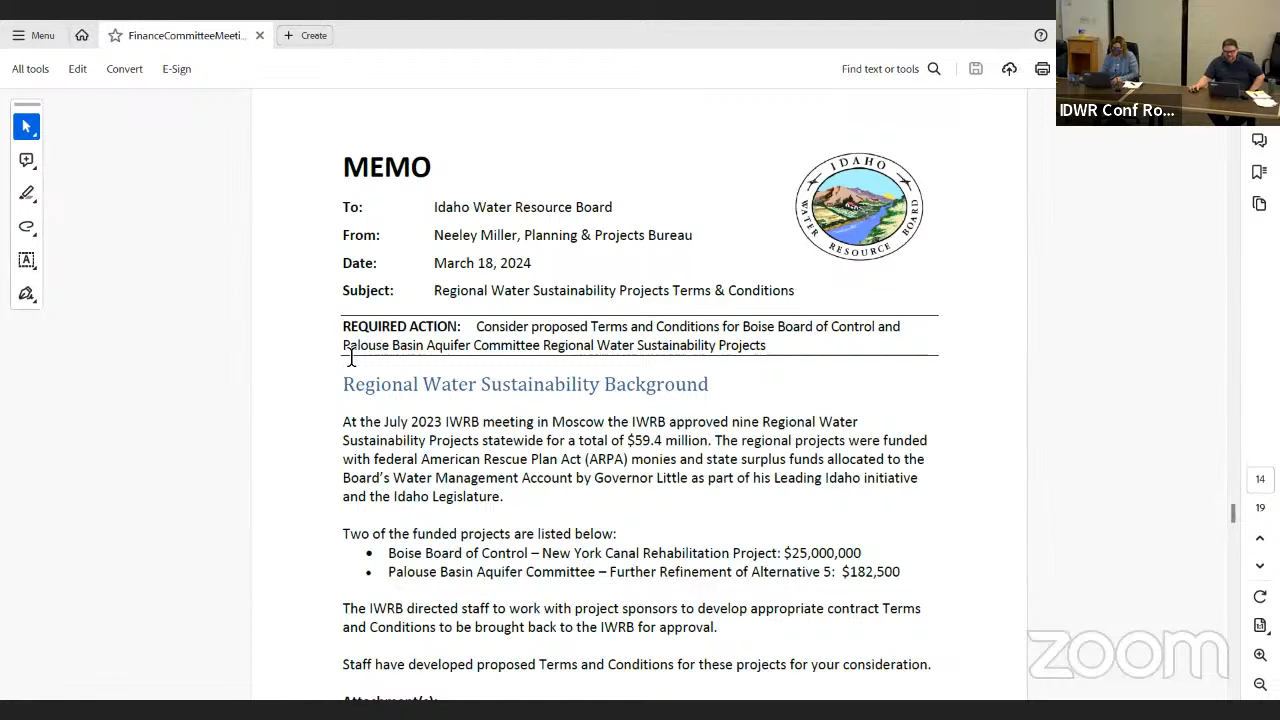 Menu
FinanceCommitteeMeeti...
Create
All tools
Edit
Convert
E-Sign
Find text or tools
IDWR Conf Ro...
MEMO
IDAHO
WATER RESOURCE BOARD
To: Idaho Water Resource Board
From: Neeley Miller, Planning & Projects Bureau
Date: March 18, 2024
Subject: Regional Water Sustainability Projects Terms & Conditions
REQUIRED ACTION: Consider proposed Terms and Conditions for Boise Board of Control and
Palouse Basin Aquifer Committee Regional Water Sustainability Projects
Regional Water Sustainability Background
At the July 2023 IWRB meeting in Moscow the IWRB approved nine Regional Water
Sustainability Projects statewide for a total of $59.4 million. The regional projects were funded
with federal American Rescue Plan Act (ARPA) monies and state surplus funds allocated to the
Board's Water Management Account by Governor Little as part of his Leading Idaho initiative
and the Idaho Legislature.
Two of the funded projects are listed below:
• Boise Board of Control – New York Canal Rehabilitation Project: $25,000,000
• Palouse Basin Aquifer Committee – Further Refinement of Alternative 5: $182,500
The IWRB directed staff to work with project sponsors to develop appropriate contract Terms
and Conditions to be brought back to the IWRB for approval.
Staff have developed proposed Terms and Conditions for these projects for your consideration.
Attachment(s):
14
19
zoom